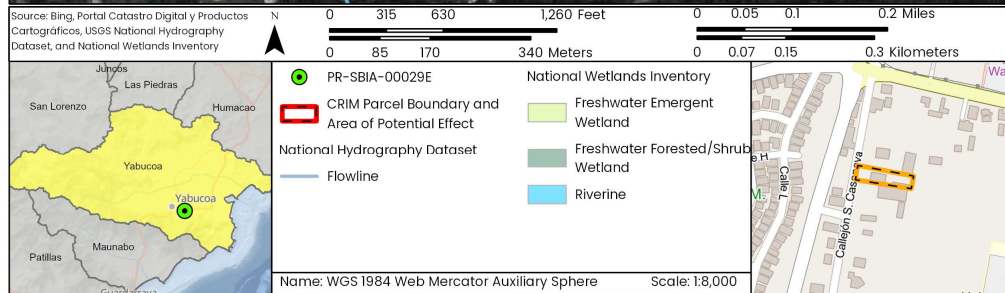 Source: Bing, Portal Catastro Digital y Productos
Cartográficos, USGS National Hydrography
Dataset, and National Wetlands Inventory
N
0 315 630 1,260 Feet
0 85 170 340 Meters
0 0.05 0.1 0.2 Miles
0 0.07 0.15 0.3 Kilometers
Juncos
Las Piedras
San Lorenzo
Humacao
Yabucoa
Yabucoa
Maunabo
Patillas
PR-SBIA-00029E
CRIM Parcel Boundary and
Area of Potential Effect
National Hydrography Dataset
Flowline
National Wetlands Inventory
Freshwater Emergent
Wetland
Freshwater Forested/Shrub
Wetland
Riverine
Name: WGS 1984 Web Mercator Auxiliary Sphere Scale: 1:8,000
Wa
e H
Calle L
M.
Callejón S. Casanova